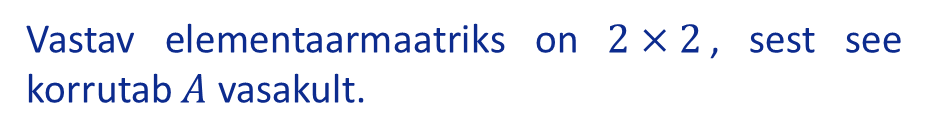 Vastav elementaarmaatriks on 2 × 2, sest see
korrutab A vasakult.